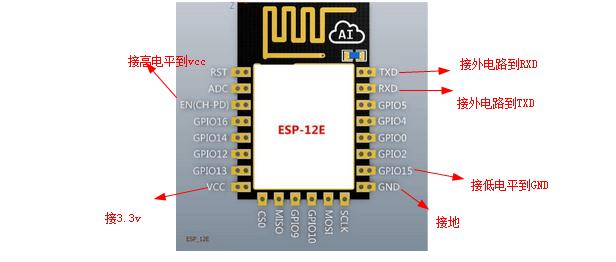 AI
接高电平到vcc
RST
ADC
EN(CH-PD)
GPIO16
GPIO14
GPIO12
GPIO13
VCC
接3.3v
ESP-12E
TXD
RXD
GPIO5
GPIO4
GPIO0
GPIO2
GPIO15
GND
接外电路到RXD
接外电路到TXD
接低电平到GND
接地
CS0
MISO
GPIO9
GPIO10
MOSI
SCLK
ESP_12E